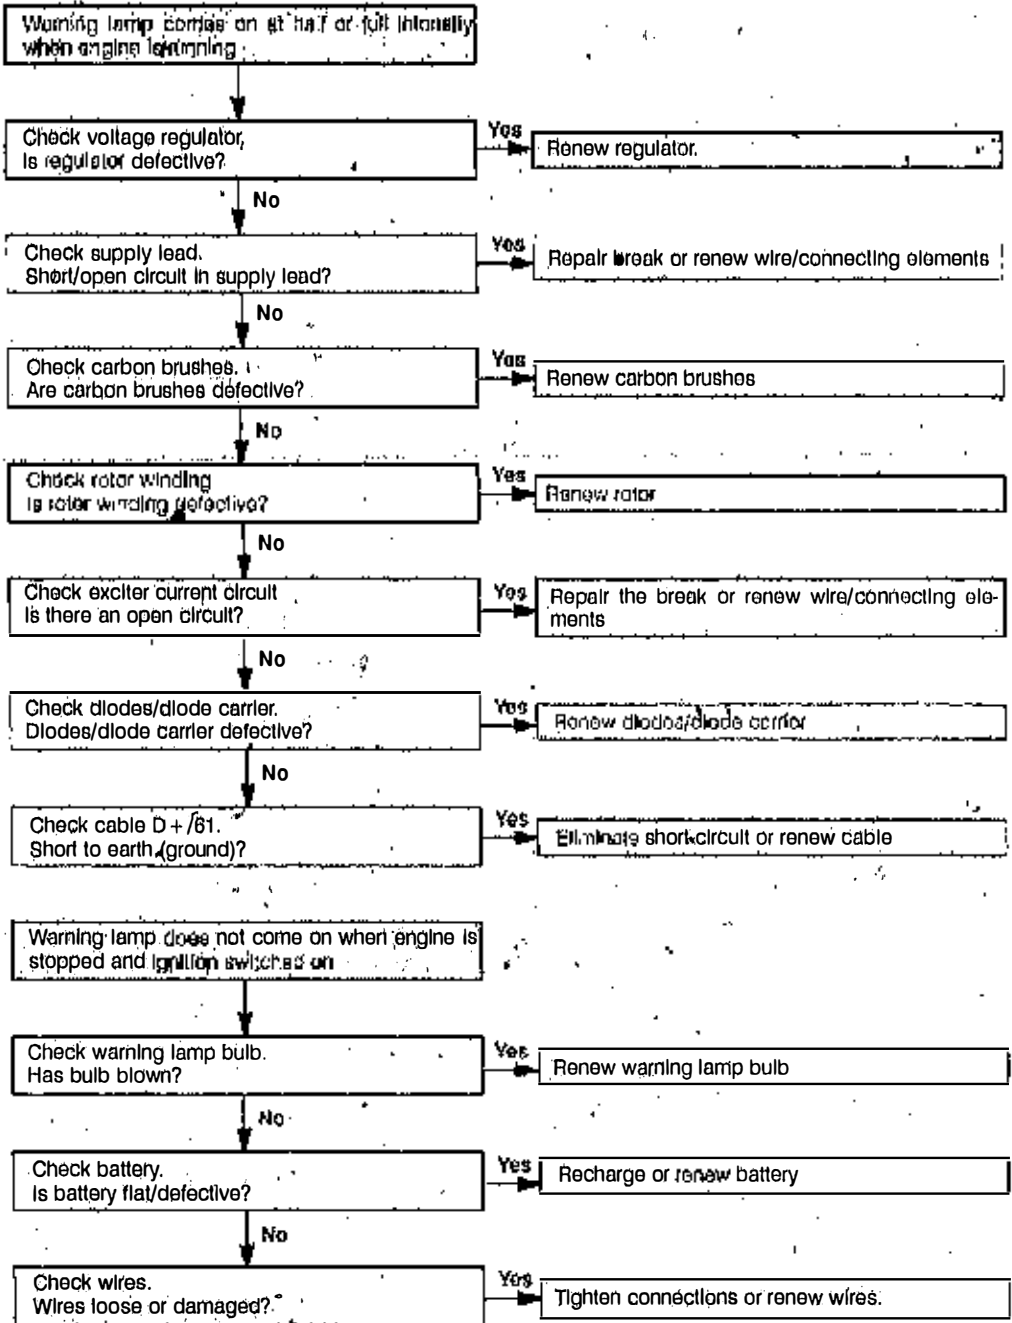 Warning lamp comes on at half or full intensity
when engine is running
Check voltage regulator,
Is regulator defective?
Yes
Renew regulator.
No
Check supply lead.
Short/open circuit in supply lead?
Yes
Repair break or renew wire/connecting elements
No
Check carbon brushes.
Are carbon brushes defective?
Yes
Renew carbon brushes
No
Check rotor winding
Is rotor winding defective?
Yes
Renew rotor
No
Check exciter current circuit
Is there an open circuit?
Yes
Repair the break or renew wire/connecting ele-
ments
No
Check diodes/diode carrier.
Diodes/diode carrier defective?
Yes
Renew diodes/diode carrier
No
Check cable D+/61.
Short to earth (ground)?
Yes
Eliminate short-circuit or renew cable
Warning lamp does not come on when engine is
stopped and ignition switched on
Check warning lamp bulb.
Has bulb blown?
Yes
Renew warning lamp bulb
No
Check battery.
Is battery flat/defective?
Yes
Recharge or renew battery
No
Check wires.
Wires loose or damaged?
Yes
Tighten connections or renew wires.